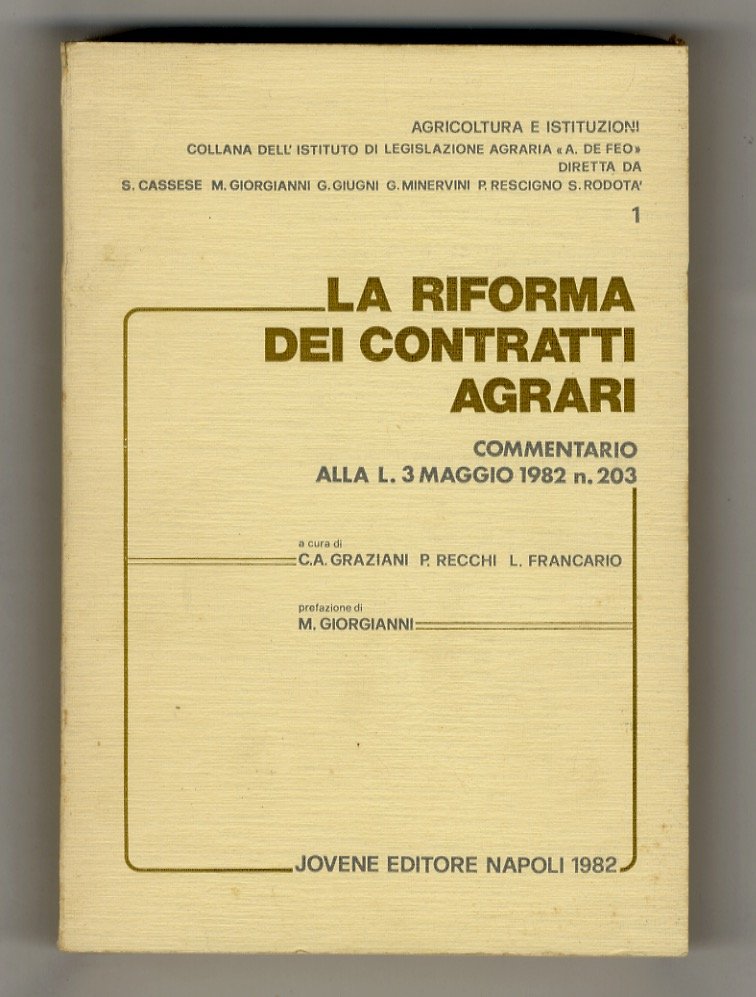 AGRICOLTURA E ISTITUZIONI
COLLANA DELL' ISTITUTO DI LEGISLAZIONE AGRARIA «A. DE FEO»
DIRETTA DA
S. CASSESE M. GIORGIANNI G. GIUGNI G. MINERVINI P. RESCIGNO S. RODOTA'
1
LA RIFORMA
DEI CONTRATTI
AGRARI
COMMENTARIO
ALLA L. 3 MAGGIO 1982 n. 203
a cura di
C.A. GRAZIANI P. RECCHI L. FRANCARIO
prefazione di
M. GIORGIANNI
JOVENE EDITORE NAPOLI 1982